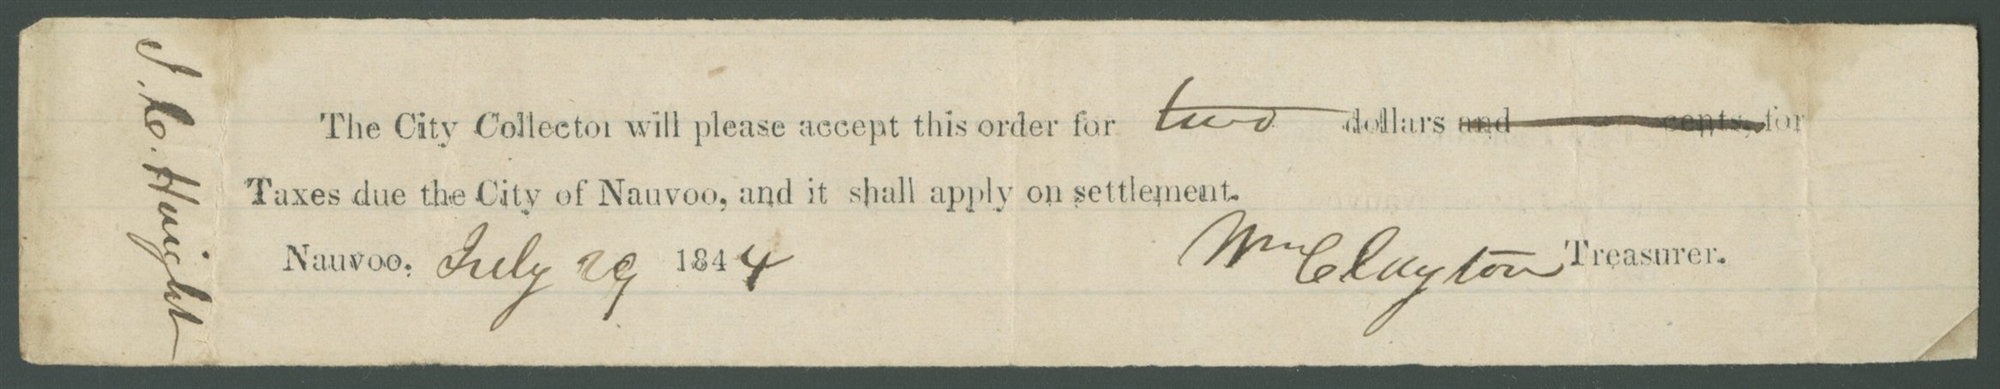 I. C. Haight
The City Collector will please accept this order for two dollars and cents, for
Taxes due the City of Nauvoo, and it shall apply on settlement.
Nauvoo. July 29 1844 Wm Clayton Treasurer.